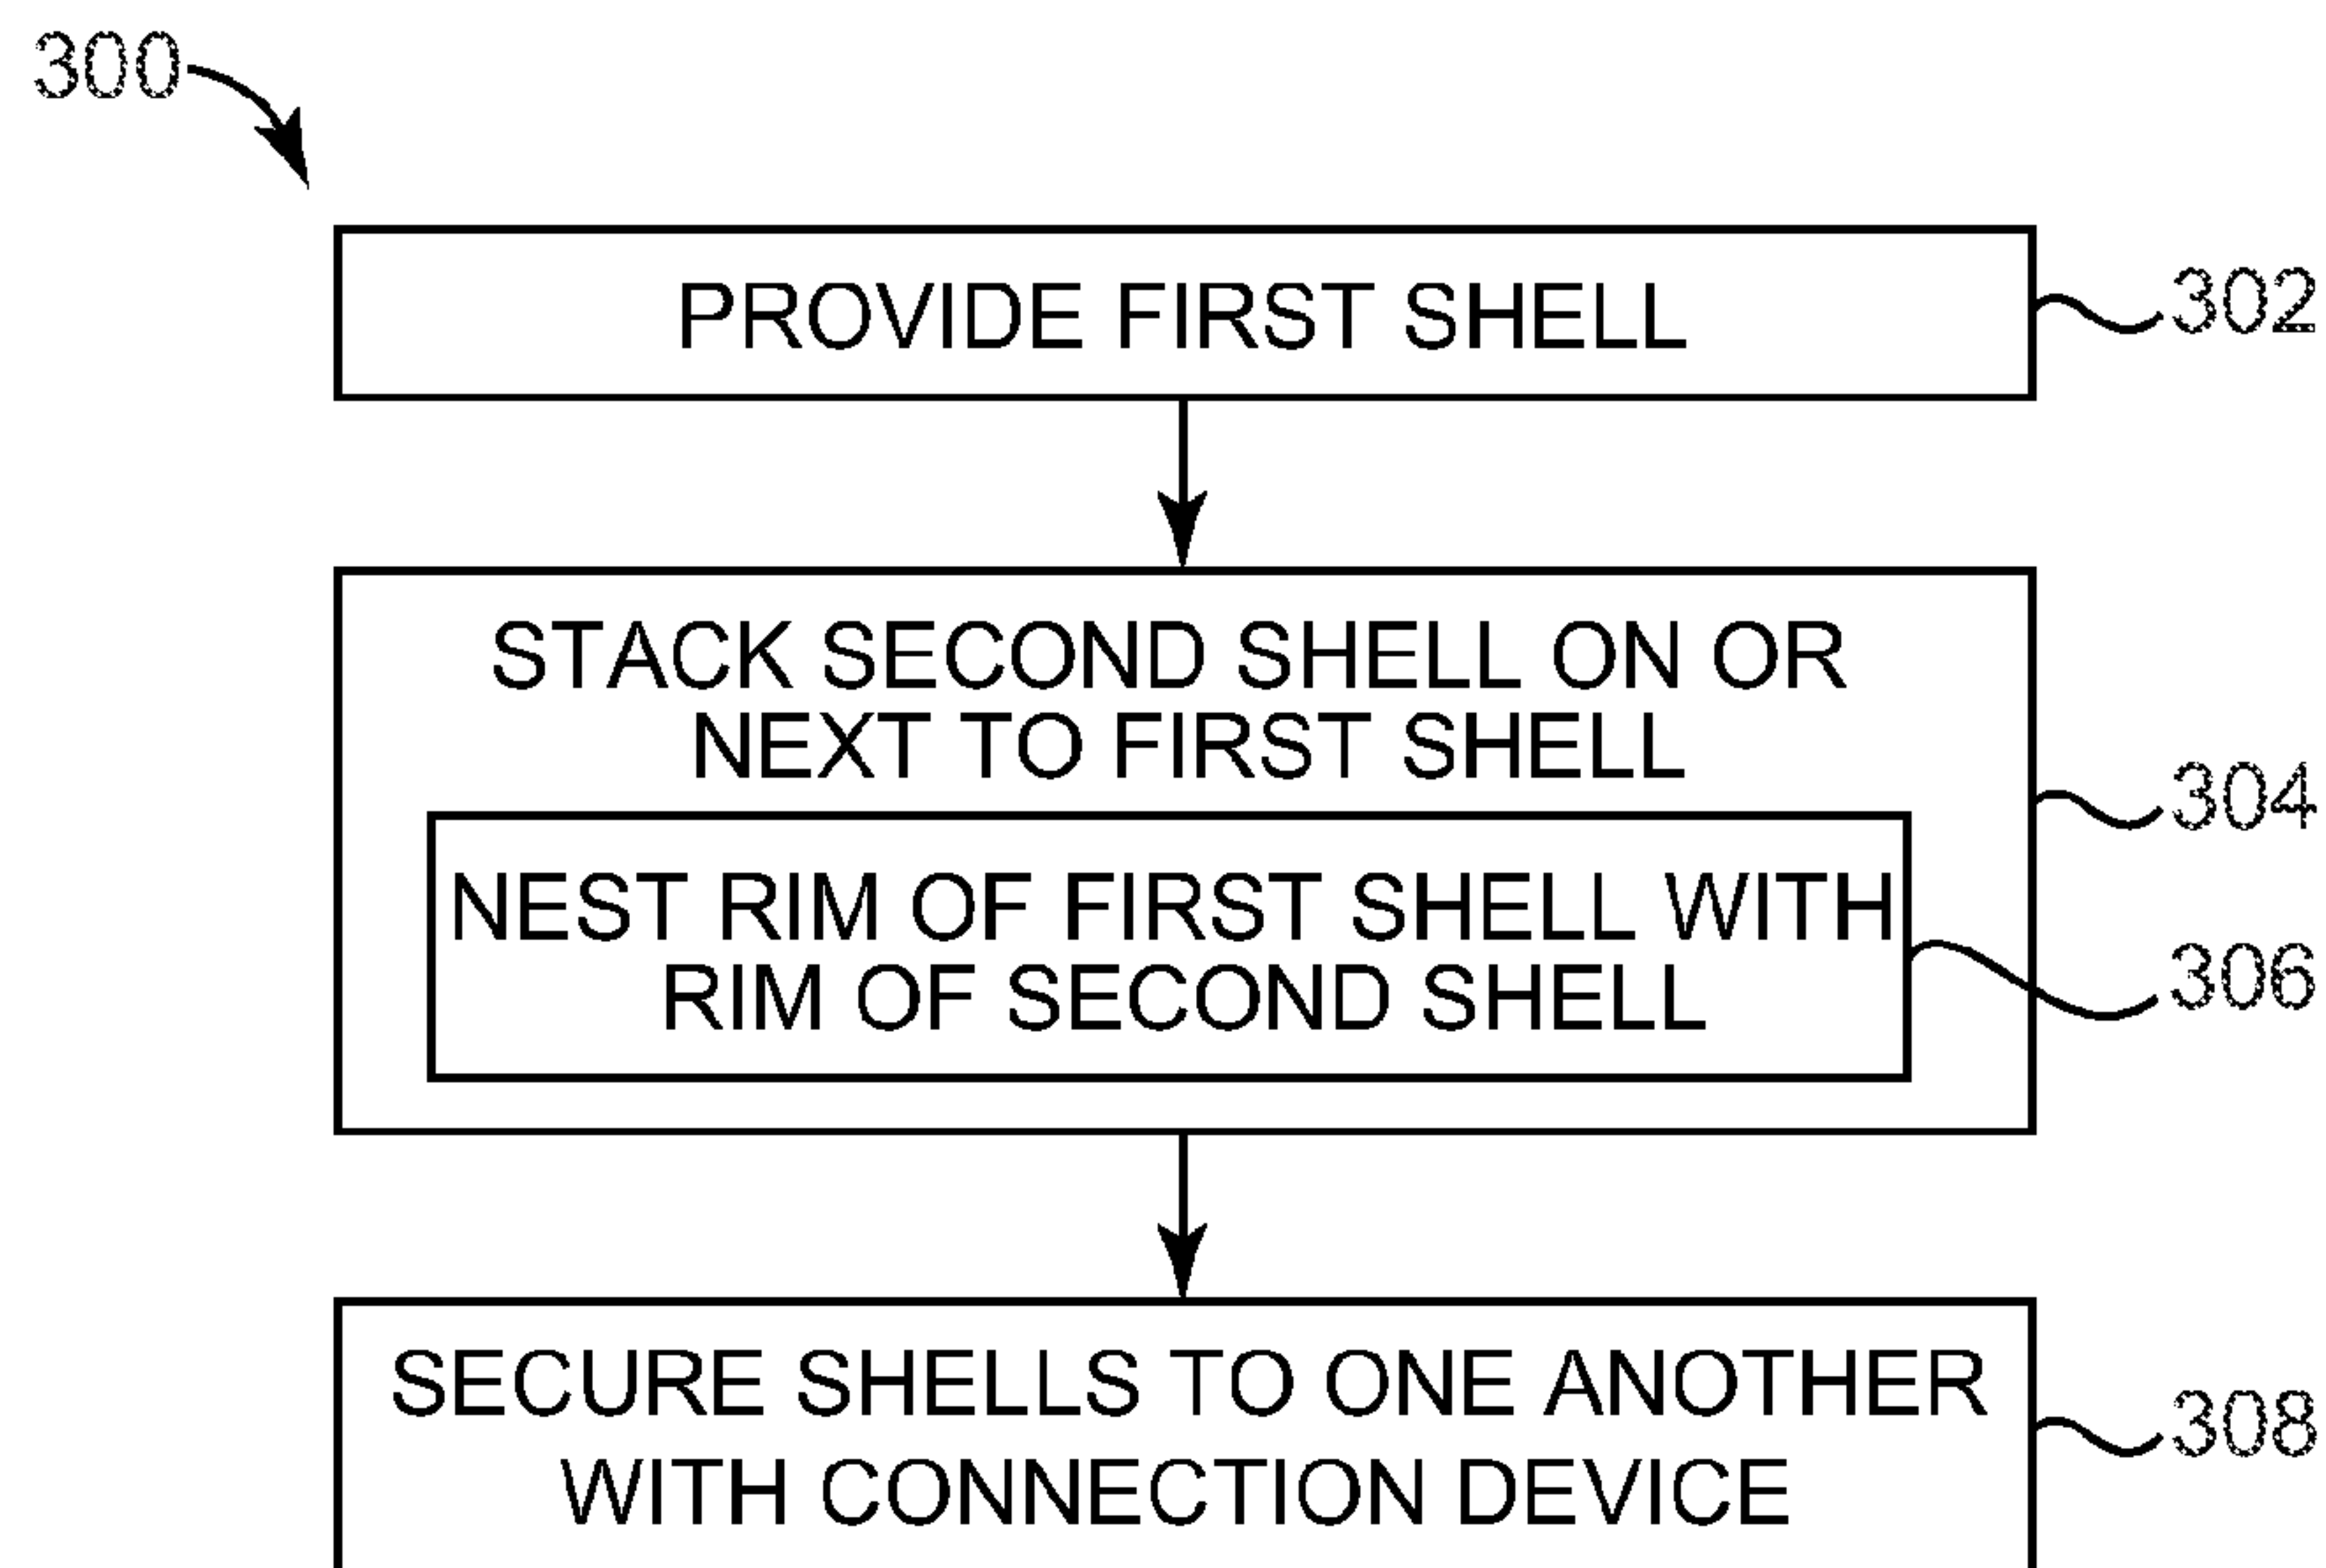 300
PROVIDE FIRST SHELL
302
STACK SECOND SHELL ON OR
NEXT TO FIRST SHELL
304
NEST RIM OF FIRST SHELL WITH
RIM OF SECOND SHELL
306
SECURE SHELLS TO ONE ANOTHER
WITH CONNECTION DEVICE
308